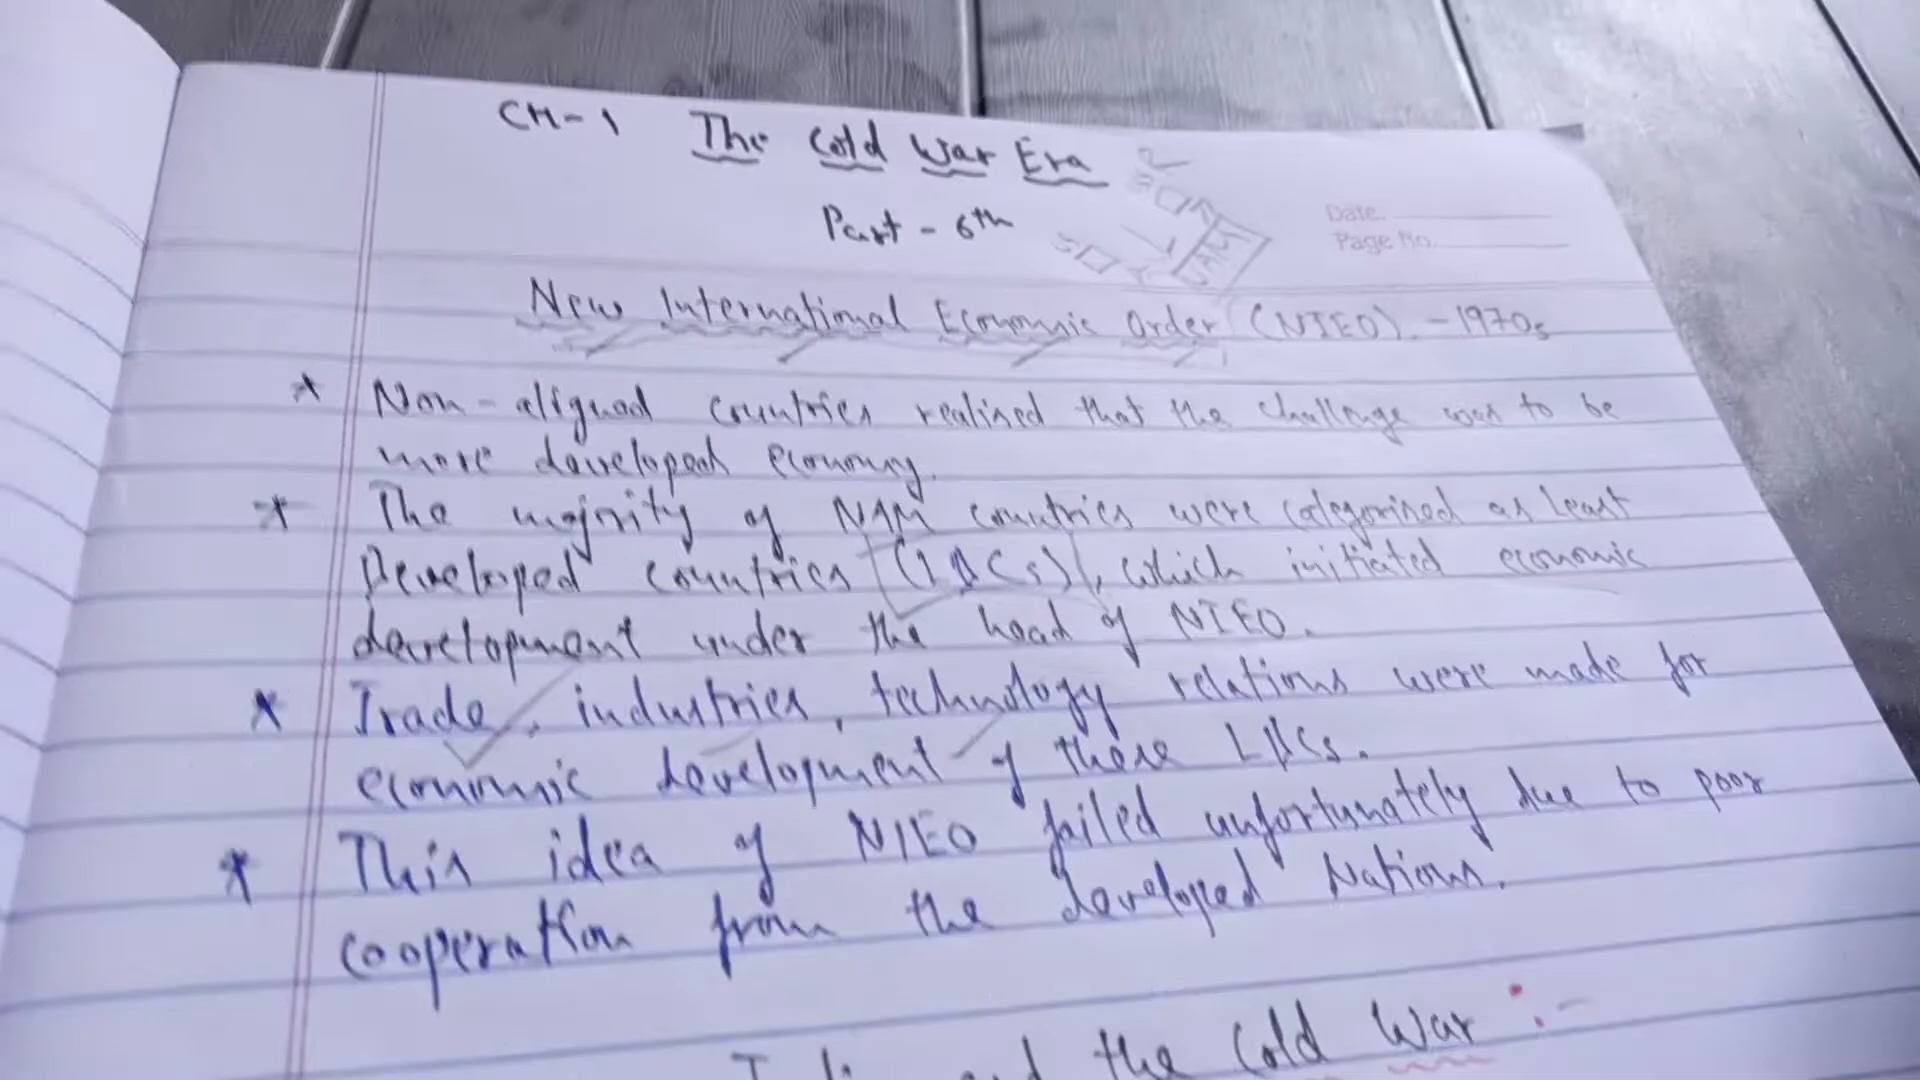 CH-1 The Cold War Era
Part - 6th
Date.
Page No.
New International Economic Order (NIEO) - 1970s
* Non-aligned countries realised that the challenge was to be
more developed economy.
* The majority of NAM countries were categorised as least
Developed countries (LDCs), which initiated economic
development under the head of NIEO.
* Trade, industries, technology relations were made for
economic development of these LDCs.
* This idea of NIEO failed unfortunately due to poor
cooperation from the developed Nations.
the Cold War :-